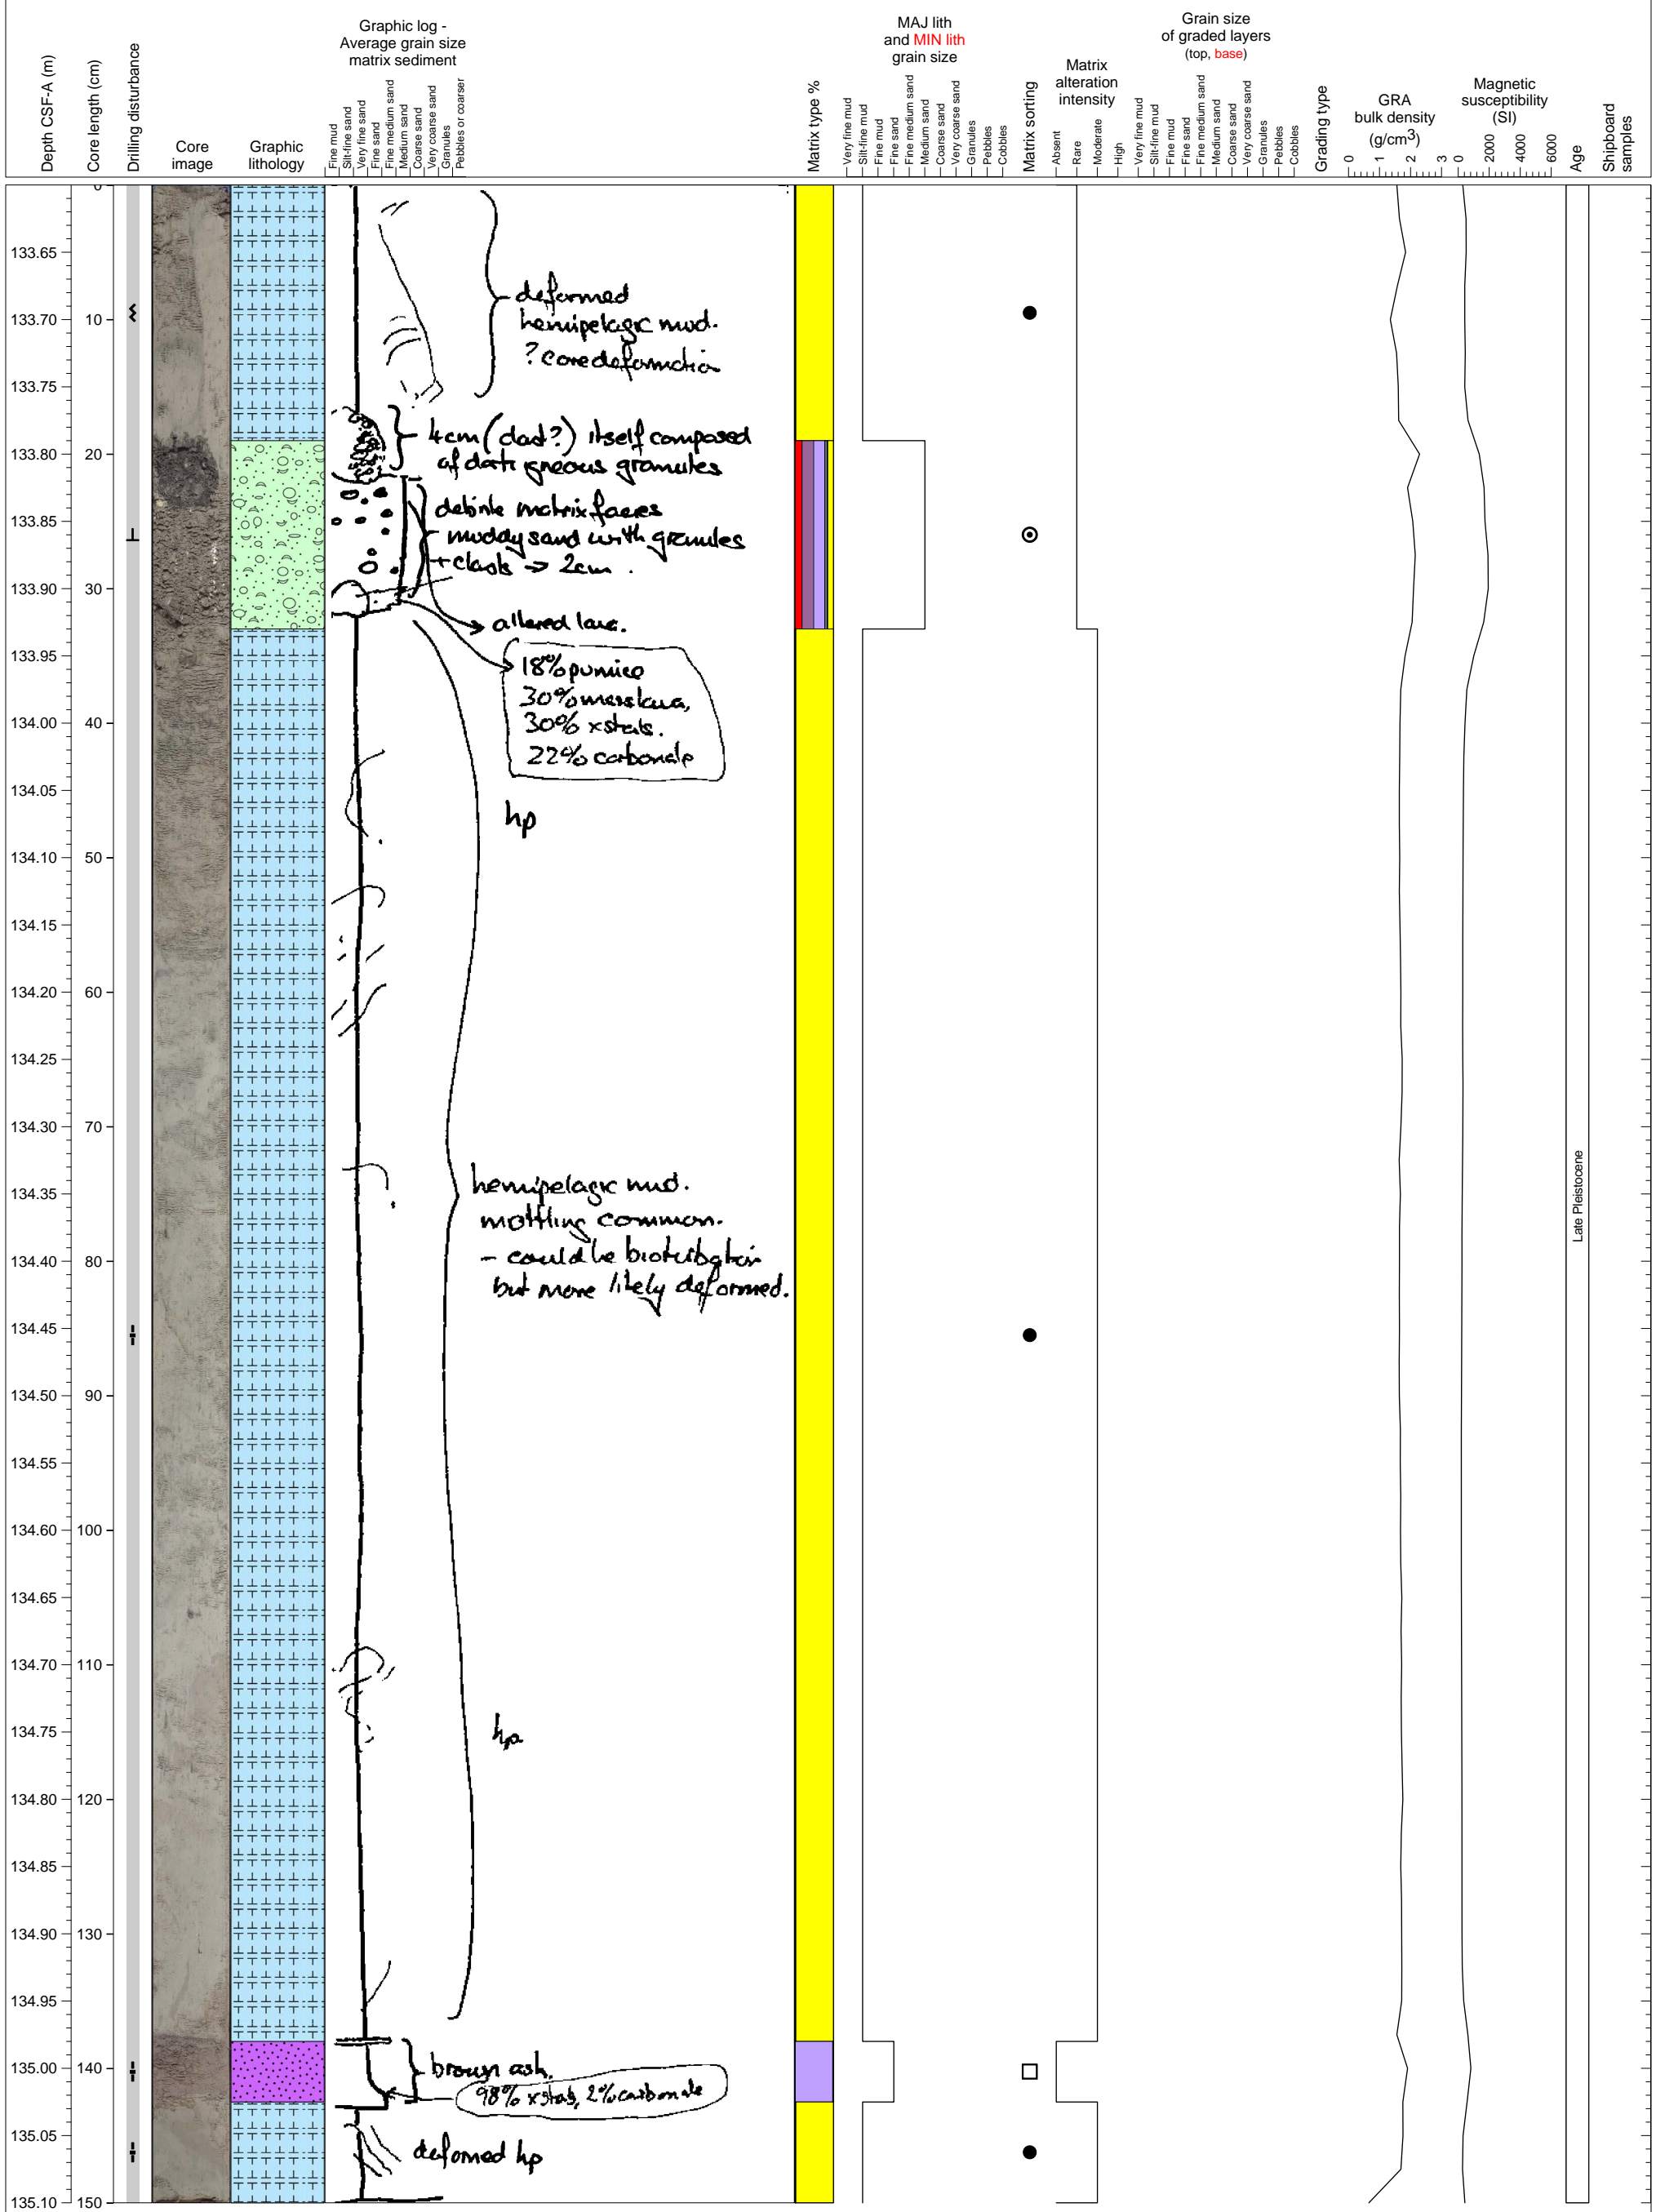 Depth CSF-A (m)
Core length (cm)
Drilling disturbance
Core
image
Graphic
lithology
Graphic log -
Average grain size
matrix sediment
Fine mud
Silt-fine sand
Very fine sand
Fine sand
Fine medium sand
Medium sand
Coarse sand
Very coarse sand
Granules
Pebbles or coarser
Matrix type %
MAJ lith
and MIN lith
grain size
Very fine mud
Silt-fine mud
Fine mud
Fine sand
Fine medium sand
Medium sand
Coarse sand
Very coarse sand
Granules
Pebbles
Cobbles
Matrix sorting
Matrix
alteration
intensity
Absent
Rare
Moderate
High
Grain size
of graded layers
(top, base)
Very fine mud
Silt-fine mud
Fine mud
Fine sand
Fine medium sand
Medium sand
Coarse sand
Very coarse sand
Granules
Pebbles
Cobbles
Grading type
GRA
bulk density
(g/cm3)
0 1 2 3
Magnetic
susceptibility
(SI)
0 2000 4000 6000
Age
Shipboard
samples
0
133.65
133.70 10
133.75
133.80 20
133.85
133.90 30
133.95
134.00 40
134.05
134.10 50
134.15
134.20 60
134.25
134.30 70
134.35
134.40 80
134.45
134.50 90
134.55
134.60 100
134.65
134.70 110
134.75
134.80 120
134.85
134.90 130
134.95
135.00 140
135.05
135.10 150
deformed
hemipelagic mud.
? core deformation
4cm (clast?) itself composed
of igneous granules
matrix facies
- muddy sand with granules
+ clasts → 2cm.
altered lava.
18% pumice
30%
30% xstals.
22% carbonate
hp
hemipelagic mud.
mottling common.
- could be bioturbation
but more likely deformed.
hp
brown ash.
98% xstals, 2% carbonate
deformed hp
Late Pleistocene